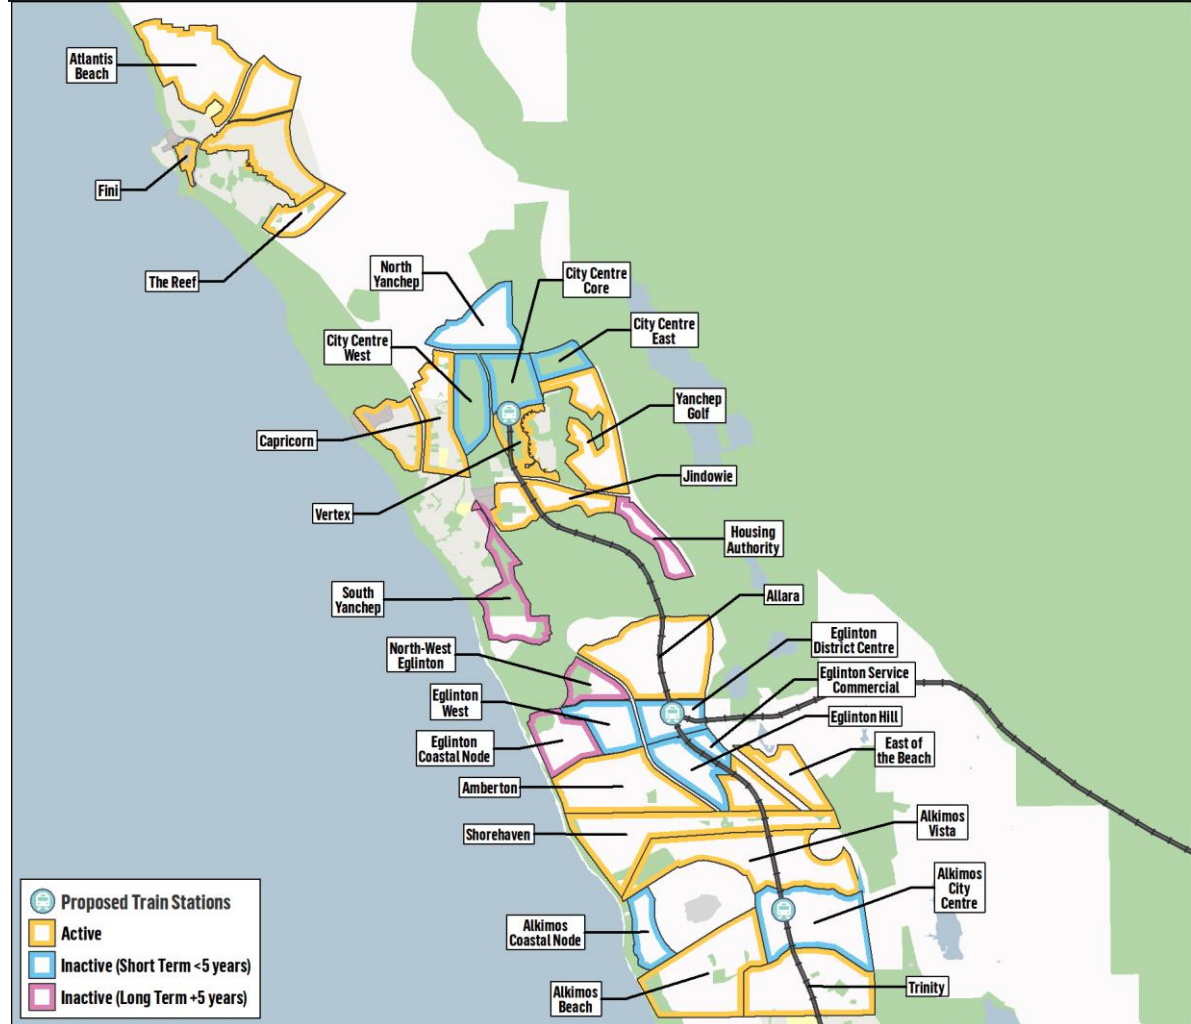 Atlantis
Beach
Fini
The Reef
North
Yanchep
City Centre
Core
City Centre
West
City Centre
East
Yanchep
Golf
Capricorn
Jindowie
Vertex
Housing
Authority
South
Yanchep
Allara
Eglinton
District Centre
North-West
Eglinton
Eglinton Service
Commercial
Eglinton
West
Eglinton Hill
Eglinton
Coastal Node
East of
the Beach
Amberton
Shorehaven
Alkimos
Vista
Alkimos
City
Centre
Alkimos
Coastal Node
Alkimos
Beach
Trinity
Proposed Train Stations
Active
Inactive (Short Term <5 years)
Inactive (Long Term +5 years)